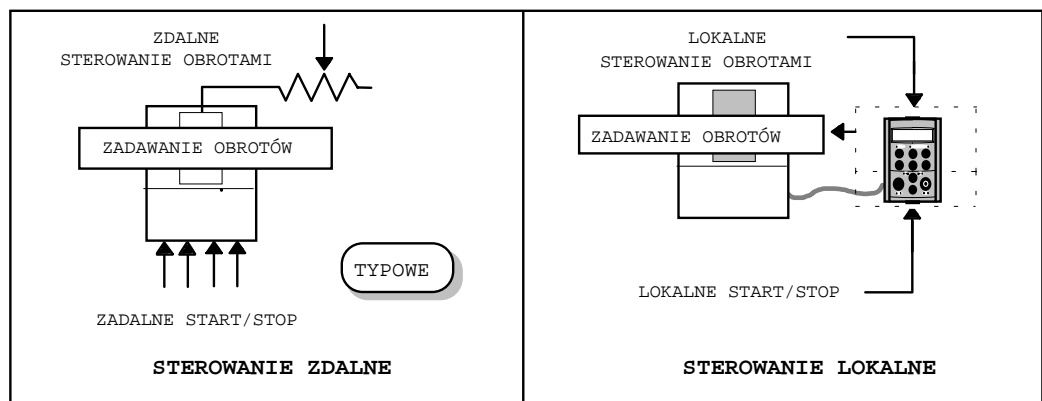 ZDALNE
STEROWANIE OBROTAMI
ZADAWANIE OBROTÓW
TYPOWE
ZADALNE START/STOP
STEROWANIE ZDALNE
LOKALNE
STEROWANIE OBROTAMI
ZADAWANIE OBROTÓW
LOKALNE START/STOP
STEROWANIE LOKALNE